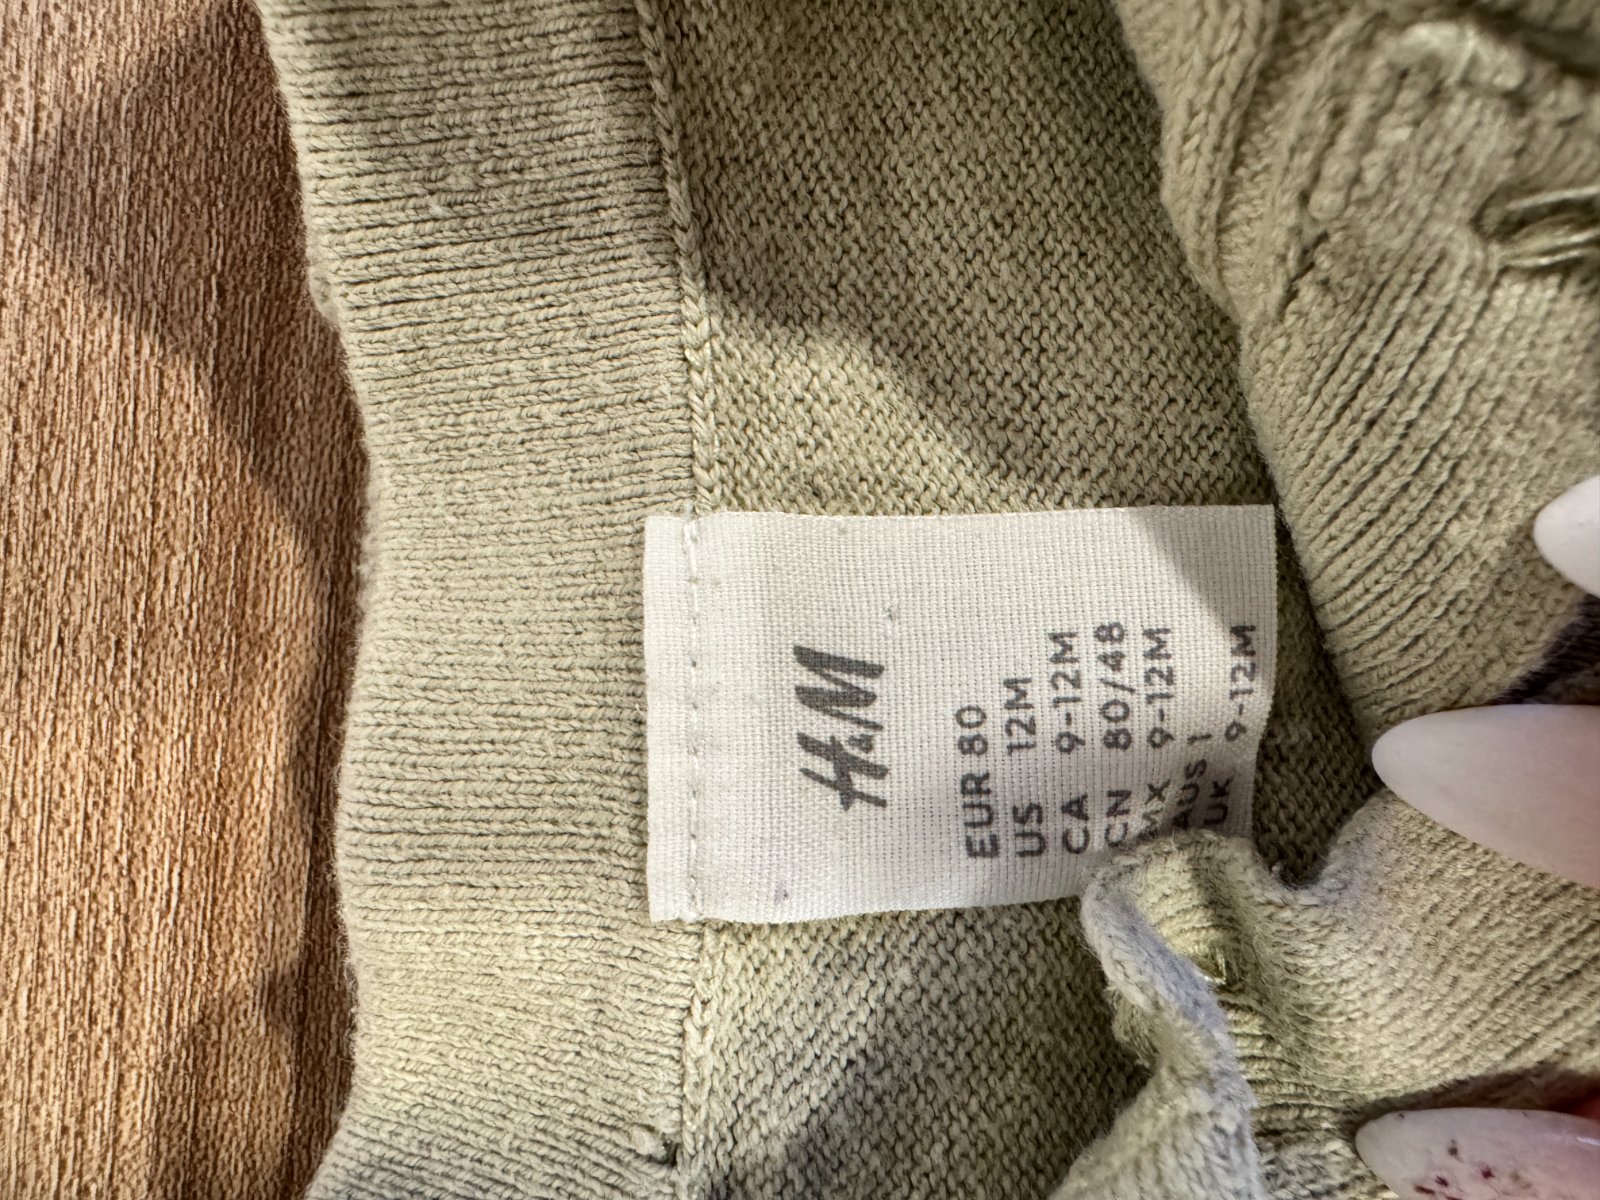 H&M
EUR 80
US 12M
CA 9-12M
CN 80/48
MX 9-12M
AUS 1
UK 9-12M